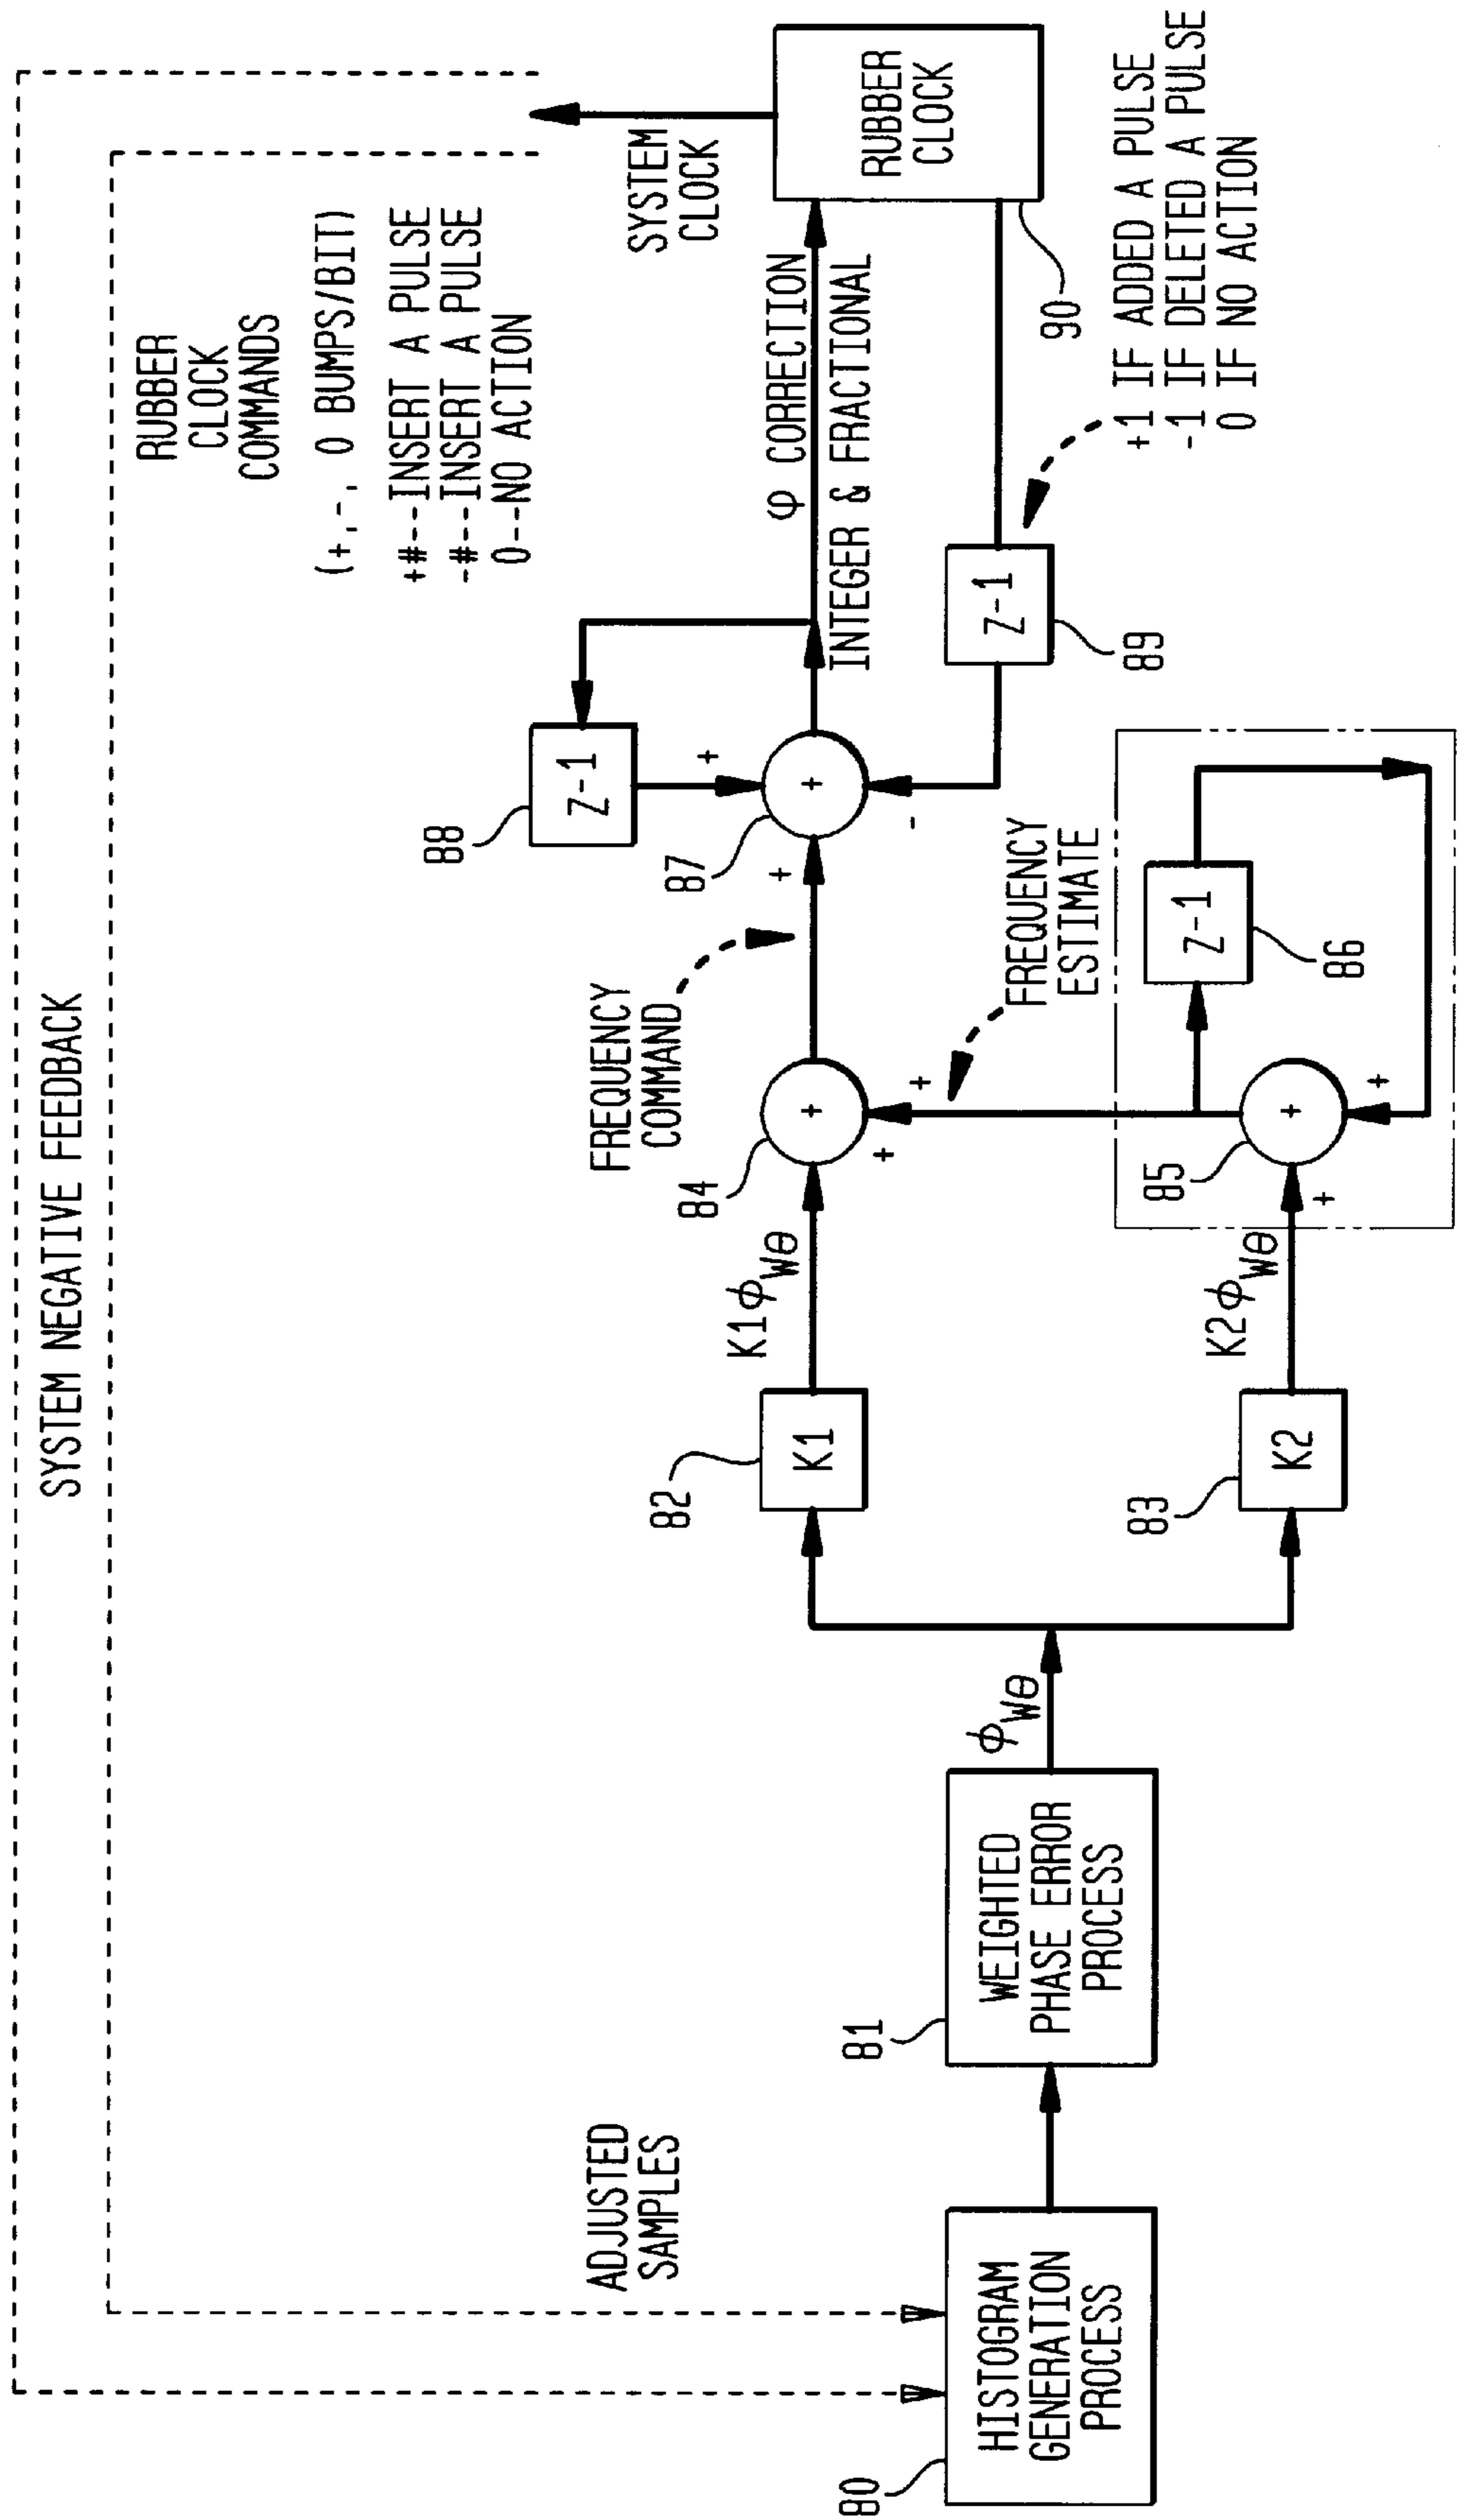 SYSTEM NEGATIVE FEEDBACK
RUBBER
CLOCK
COMMANDS
(+,-, 0 BUMPS/BIT)
+#--INSERT A PULSE
-#--INSERT A PULSE
0--NO ACTION
ADJUSTED
SAMPLES
SYSTEM
CLOCK
80
HISTOGRAM
GENERATION
PROCESS
81
WEIGHTED
PHASE ERROR
PROCESS
ϕWθ
82
K1
K1ϕWθ
83
K2
K2ϕWθ
84
+
+
+
FREQUENCY
COMMAND
FREQUENCY
ESTIMATE
85
+
+
+
86
Z-1
87
+
+
+
-
88
Z-1
φ CORRECTION
INTEGER & FRACTIONAL
89
Z-1
RUBBER
CLOCK
90
+1 IF ADDED A PULSE
-1 IF DELETED A PULSE
0 IF NO ACTION